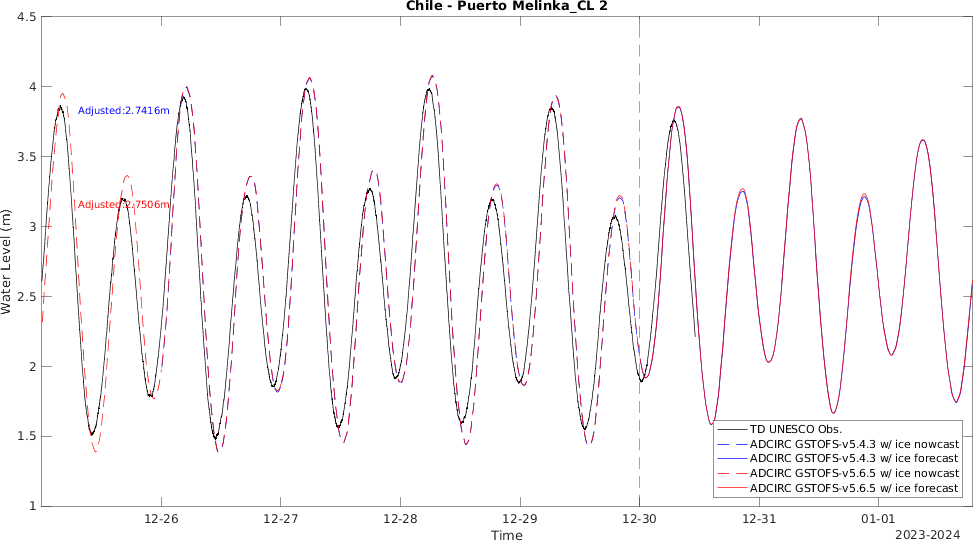 Chile - Puerto Melinka_CL 2
4.5
4
3.5
3
2.5
2
1.5
1
Water Level (m)
Adjusted:2.7416m
Adjusted:2.7506m
TD UNESCO Obs.
ADCIRC GSTOFS-v5.4.3 w/ ice nowcast
ADCIRC GSTOFS-v5.4.3 w/ ice forecast
ADCIRC GSTOFS-v5.6.5 w/ ice nowcast
ADCIRC GSTOFS-v5.6.5 w/ ice forecast
12-26 12-27 12-28 12-29 12-30 12-31 01-01
Time
2023-2024